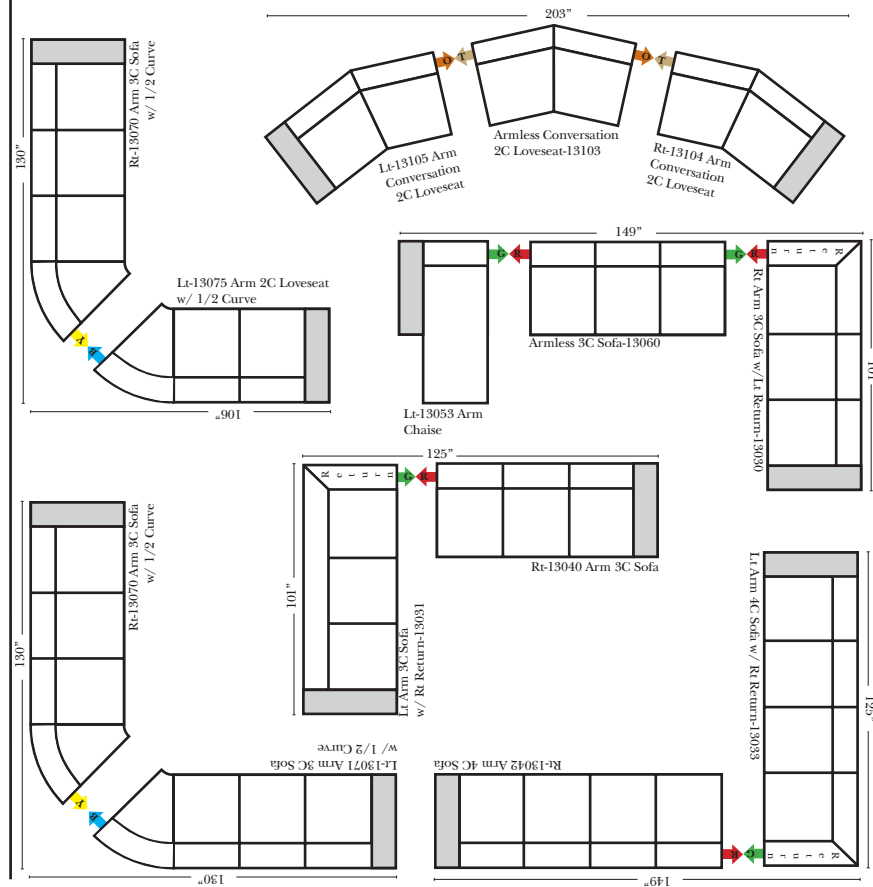 203”
130”
Rt-13070 Arm 3C Sofa
w/ 1/2 Curve
O T
O T
Lt-13105 Arm
Conversation
2C Loveseat
Armless Conversation
2C Loveseat-13103
Rt-13104 Arm
Conversation
2C Loveseat
Lt-13075 Arm 2C Loveseat
w/ 1/2 Curve
Y
B
106”
149”
G R
G R
Return
101”
Armless 3C Sofa-13060
Rt Arm 3C Sofa w/Lt Return-13030
Lt-13053 Arm
Chaise
125”
Return
G R
101”
Rt-13040 Arm 3C Sofa
Lt Arm 3C Sofa
w/ Rt Return-13031
130”
Rt-13070 Arm 3C Sofa
w/ 1/2 Curve
Y
B
Lt-13071 Arm 3C Sofa
w/ 1/2 Curve
130”
Rt-13042 Arm 4C Sofa
Lt Arm 4C Sofa w/ Rt Return-13033
125”
R G
Return
149”